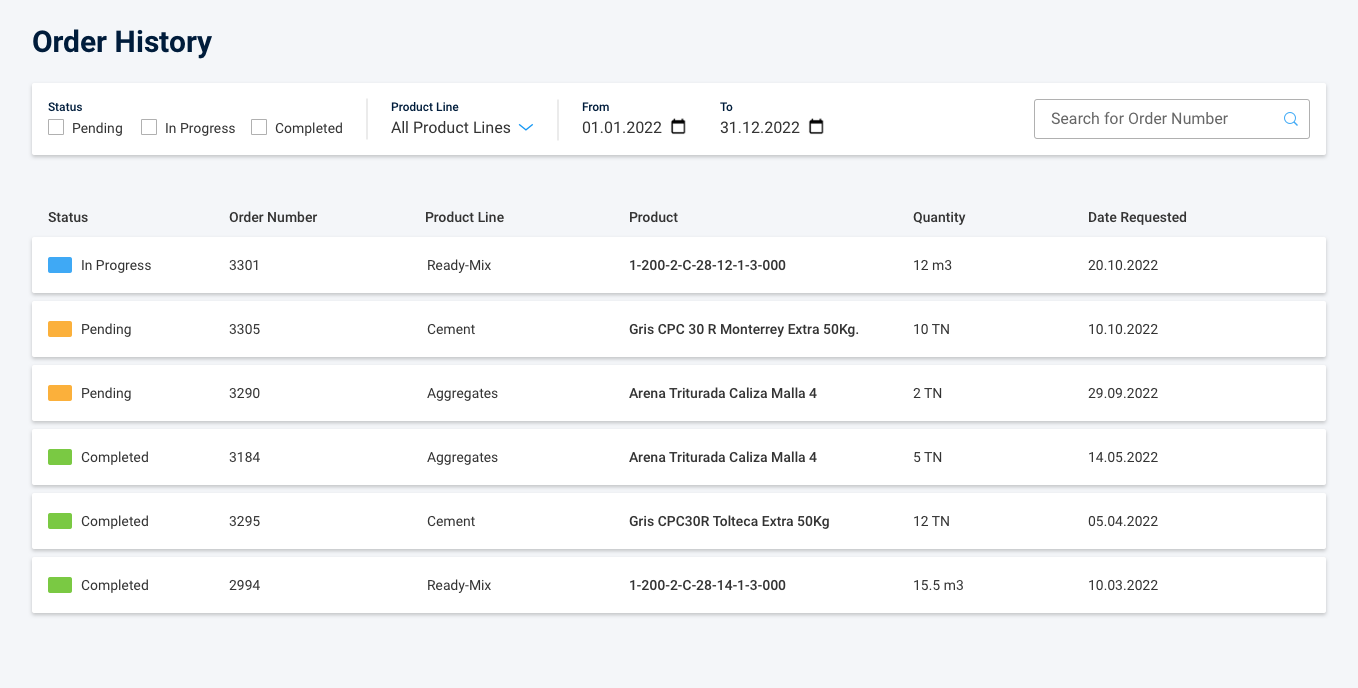 Order History
Status
Pending In Progress Completed
Product Line
All Product Lines
From
01.01.2022
To
31.12.2022
Search for Order Number
Status Order Number Product Line Product Quantity Date Requested
In Progress 3301 Ready-Mix 1-200-2-C-28-12-1-3-000 12 m3 20.10.2022
Pending 3305 Cement Gris CPC 30 R Monterrey Extra 50Kg. 10 TN 10.10.2022
Pending 3290 Aggregates Arena Triturada Caliza Malla 4 2 TN 29.09.2022
Completed 3184 Aggregates Arena Triturada Caliza Malla 4 5 TN 14.05.2022
Completed 3295 Cement Gris CPC30R Tolteca Extra 50Kg 12 TN 05.04.2022
Completed 2994 Ready-Mix 1-200-2-C-28-14-1-3-000 15.5 m3 10.03.2022